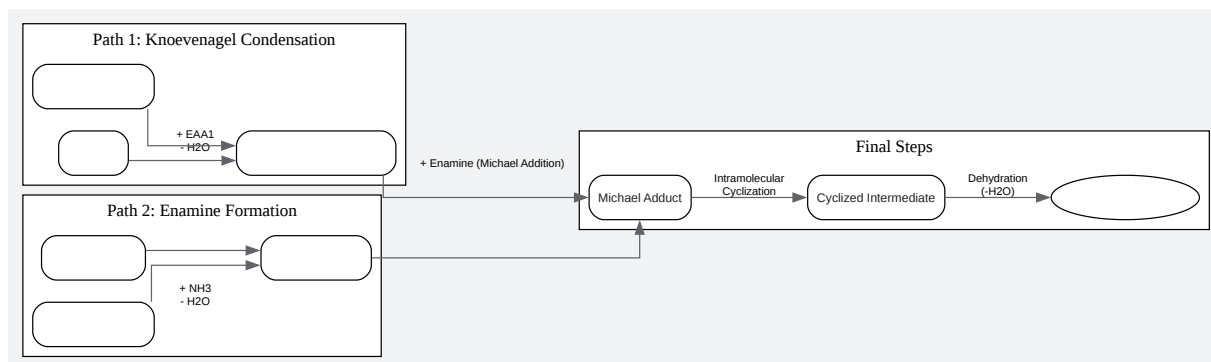 Path 1: Knoevenagel Condensation
+ EAA1
- H2O
+ Enamine (Michael Addition)
Path 2: Enamine Formation
+ NH3
- H2O
Final Steps
Michael Adduct
Intramolecular
Cyclization
Cyclized Intermediate
Dehydration
(-H2O)